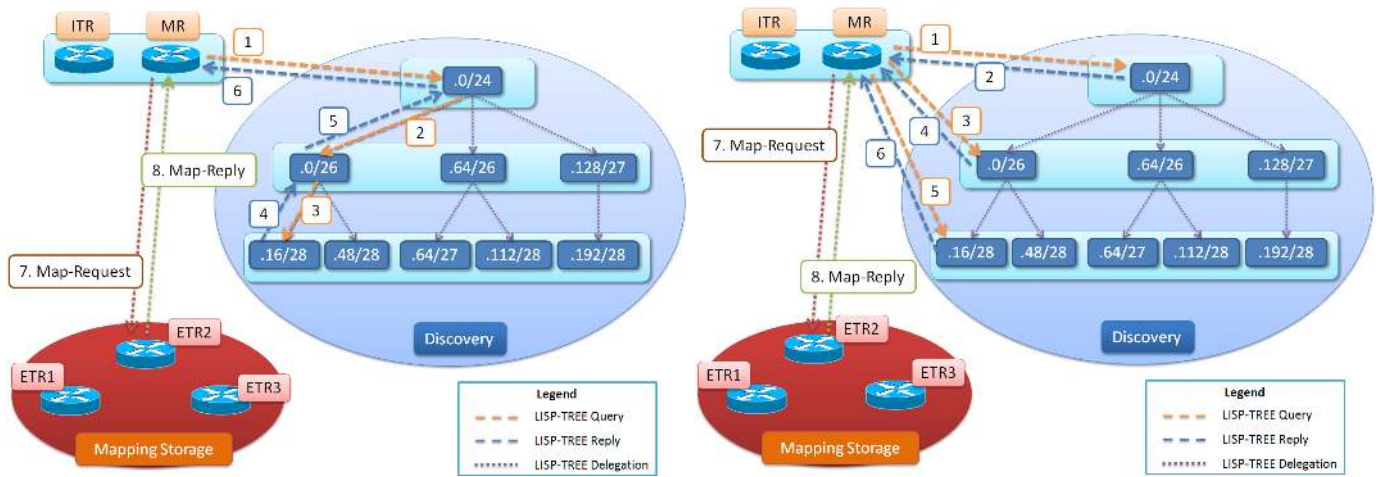 ITR
MR
1
6
.0/24
5
2
.0/26
.64/26
.128/27
8. Map-Reply
4
3
.16/28
.48/28
.64/27
.112/28
.192/28
7. Map-Request
Discovery
ETR2
ETR1
ETR3
Mapping Storage
Legend
LISP-TREE Query
LISP-TREE Reply
LISP-TREE Delegation
ITR
MR
1
2
.0/24
3
4
7. Map-Request
6
.0/26
.64/26
.128/27
5
.16/28
.48/28
.64/27
.112/28
.192/28
8. Map-Reply
Discovery
ETR2
ETR1
ETR3
Mapping Storage
Legend
LISP-TREE Query
LISP-TREE Reply
LISP-TREE Delegation